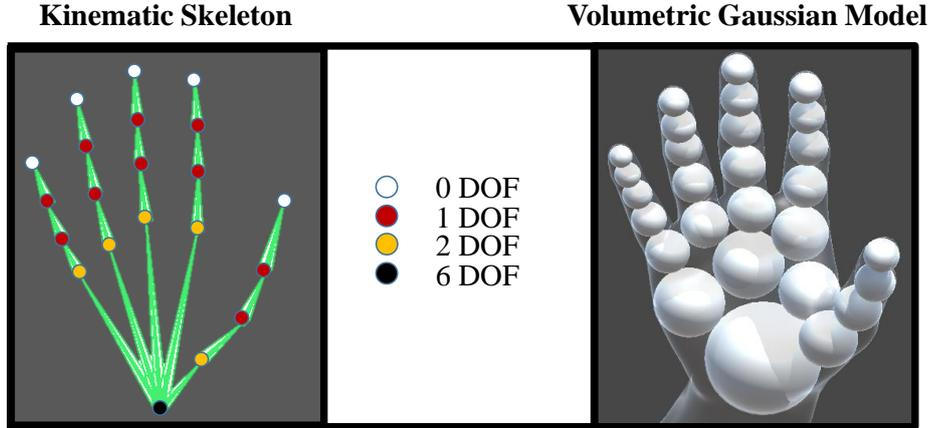 Kinematic Skeleton
Volumetric Gaussian Model
0 DOF
1 DOF
2 DOF
6 DOF